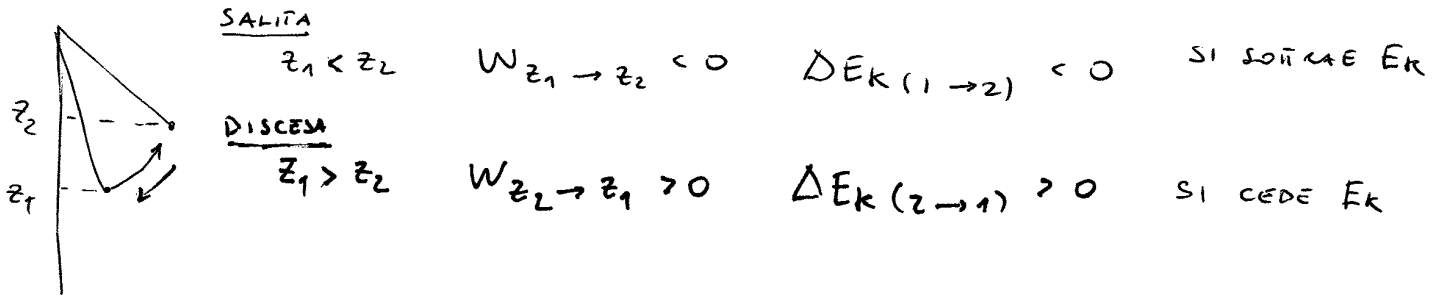 SALITA
z₁ < z₂ W z₁ → z₂ < 0 ΔEₖ (1 → 2) < 0 SI SOTTRAE Eₖ
z₂
DISCESA
z₁ > z₂ W z₂ → z₁ > 0 ΔEₖ (2 → 1) > 0 SI CEDE Eₖ
z₁